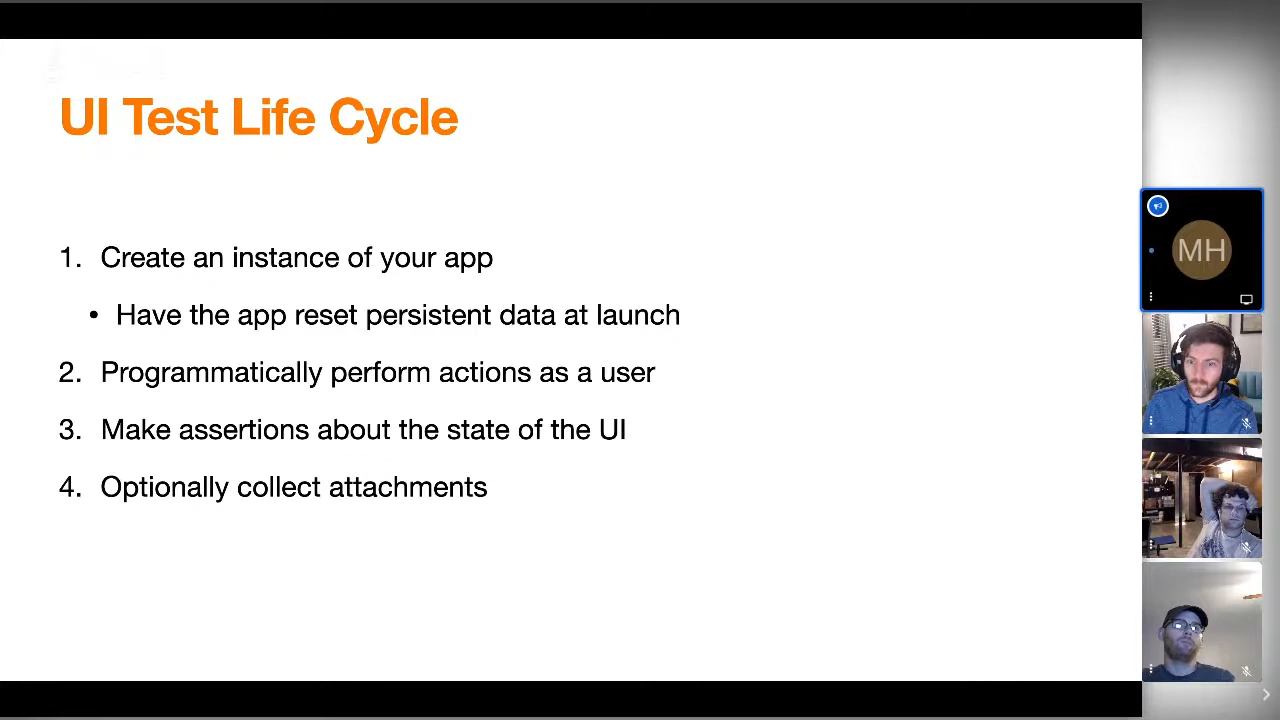 UI Test Life Cycle
1. Create an instance of your app
• Have the app reset persistent data at launch
2. Programmatically perform actions as a user
3. Make assertions about the state of the UI
4. Optionally collect attachments
MH